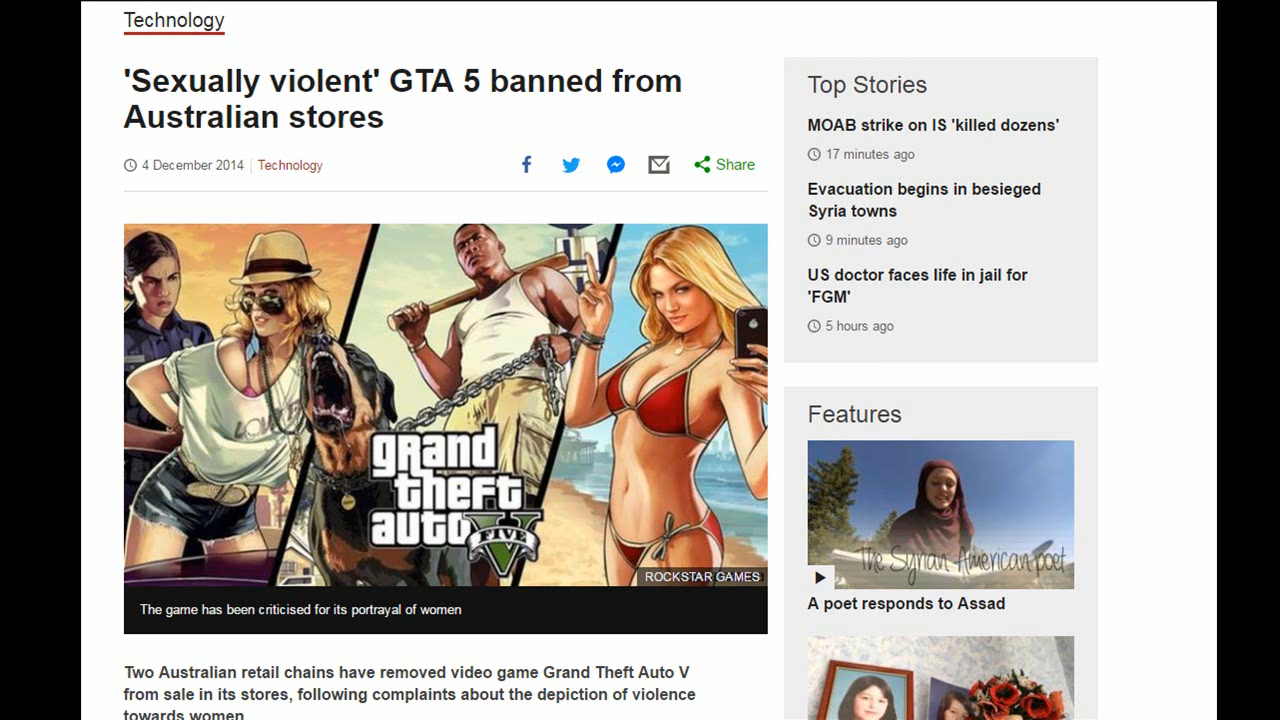 Technology
'Sexually violent' GTA 5 banned from
Australian stores
4 December 2014 Technology
Share
grand
theft
auto
FIVE
ROCKSTAR GAMES
The game has been criticised for its portrayal of women
Two Australian retail chains have removed video game Grand Theft Auto V
from sale in its stores, following complaints about the depiction of violence
towards women
Top Stories
MOAB strike on IS 'killed dozens'
17 minutes ago
Evacuation begins in besieged
Syria towns
9 minutes ago
US doctor faces life in jail for
'FGM'
5 hours ago
Features
The Syrian American poet
A poet responds to Assad